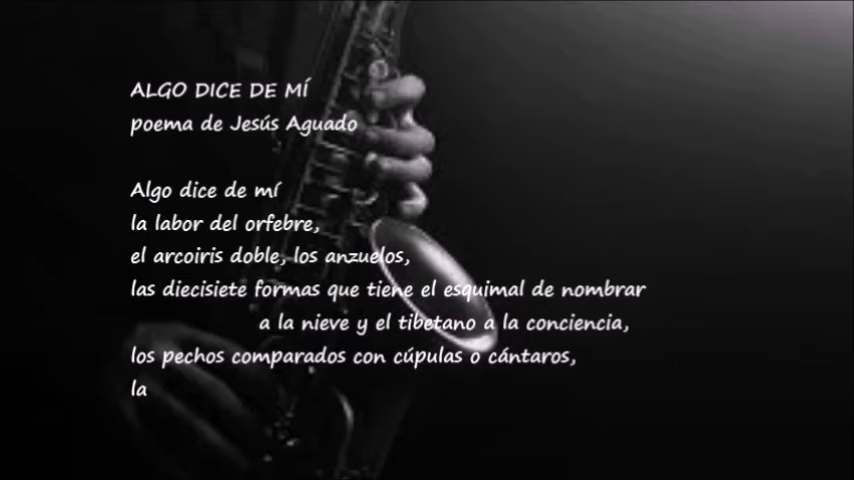 ALGO DICE DE MÍ
poema de Jesús Aguado
Algo dice de mí
la labor del orfebre,
el arcoiris doble, los anzuelos,
las diecisiete formas que tiene el esquimal de nombrar
a la nieve y el tibetano a la conciencia,
los pechos comparados con cúpulas o cántaros,
la